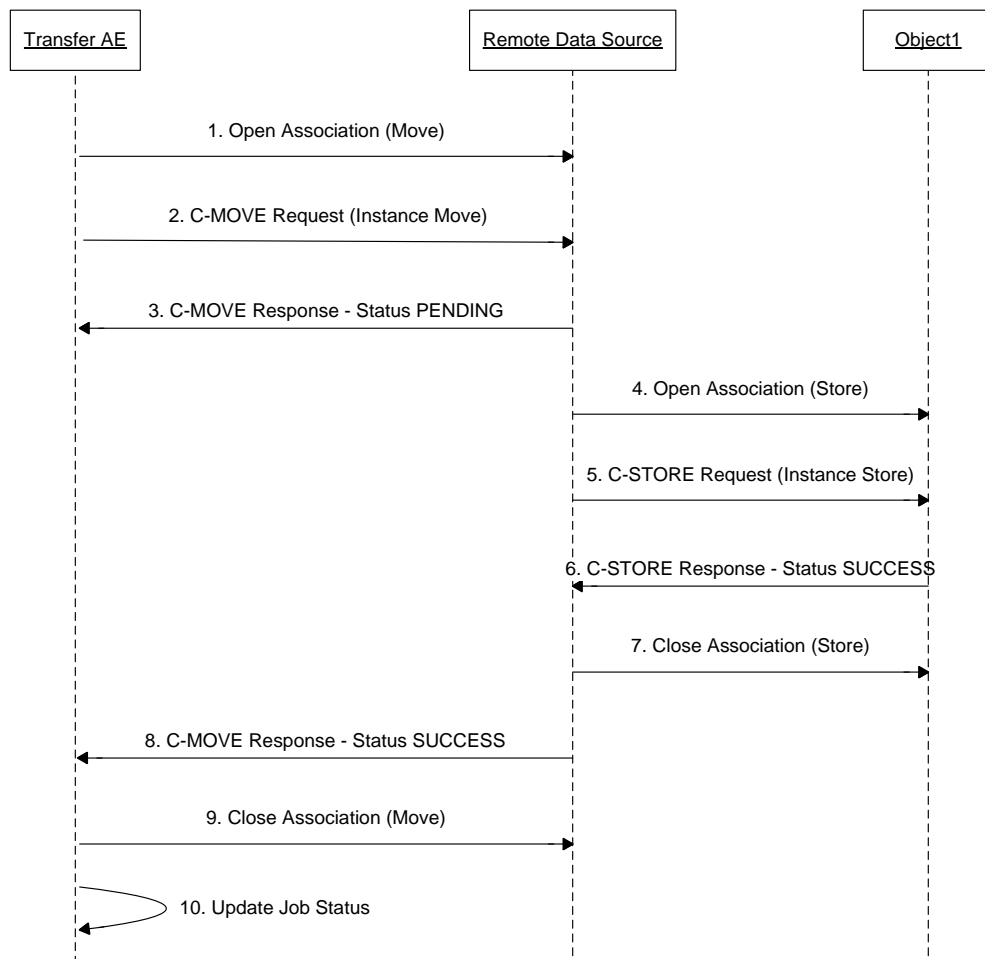 Transfer AE
Remote Data Source
Object1
1. Open Association (Move)
2. C-MOVE Request (Instance Move)
3. C-MOVE Response - Status PENDING
4. Open Association (Store)
5. C-STORE Request (Instance Store)
6. C-STORE Response - Status SUCCESS
7. Close Association (Store)
8. C-MOVE Response - Status SUCCESS
9. Close Association (Move)
10. Update Job Status